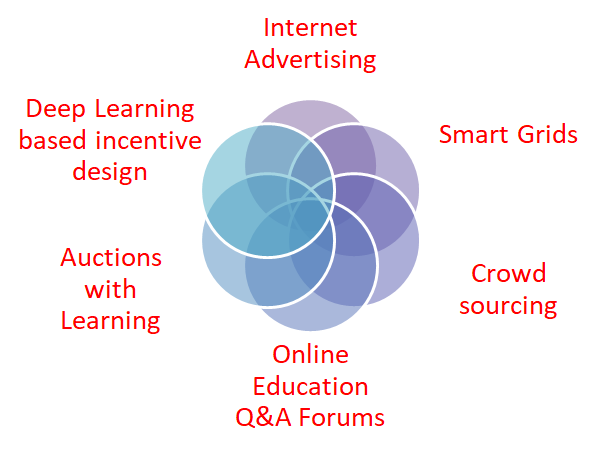 Internet
Advertising
Smart Grids
Crowd
sourcing
Online
Education
Q&A Forums
Auctions
with
Learning
Deep Learning
based incentive
design